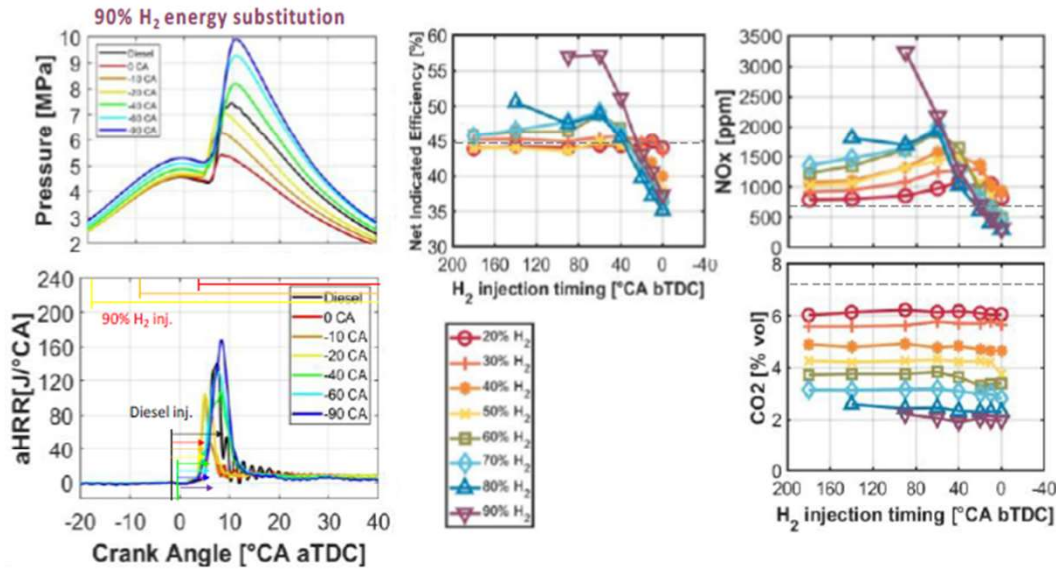 90% H2 energy substitution
Pressure [MPa]
10
9
8
7
6
5
4
3
2
Diesel
0 CA
-10 CA
-20 CA
-40 CA
-60 CA
-90 CA
aHRR[J/°CA]
240
200
160
120
80
40
0
90% H2 inj.
Diesel inj.
Diesel
0 CA
-10 CA
-20 CA
-40 CA
-60 CA
-90 CA
-20 -10 0 10 20 30 40
Crank Angle [°CA aTDC]
Net Indicated Efficiency [%]
60
55
50
45
40
35
30
200 160 120 80 40 0 -40
H2 injection timing [°CA bTDC]
20% H2
30% H2
40% H2
50% H2
60% H2
70% H2
80% H2
90% H2
NOx [ppm]
3500
3000
2500
2000
1500
1000
500
0
CO2 [% vol]
8
6
4
2
0
200 160 120 80 40 0 -40
H2 injection timing [°CA bTDC]